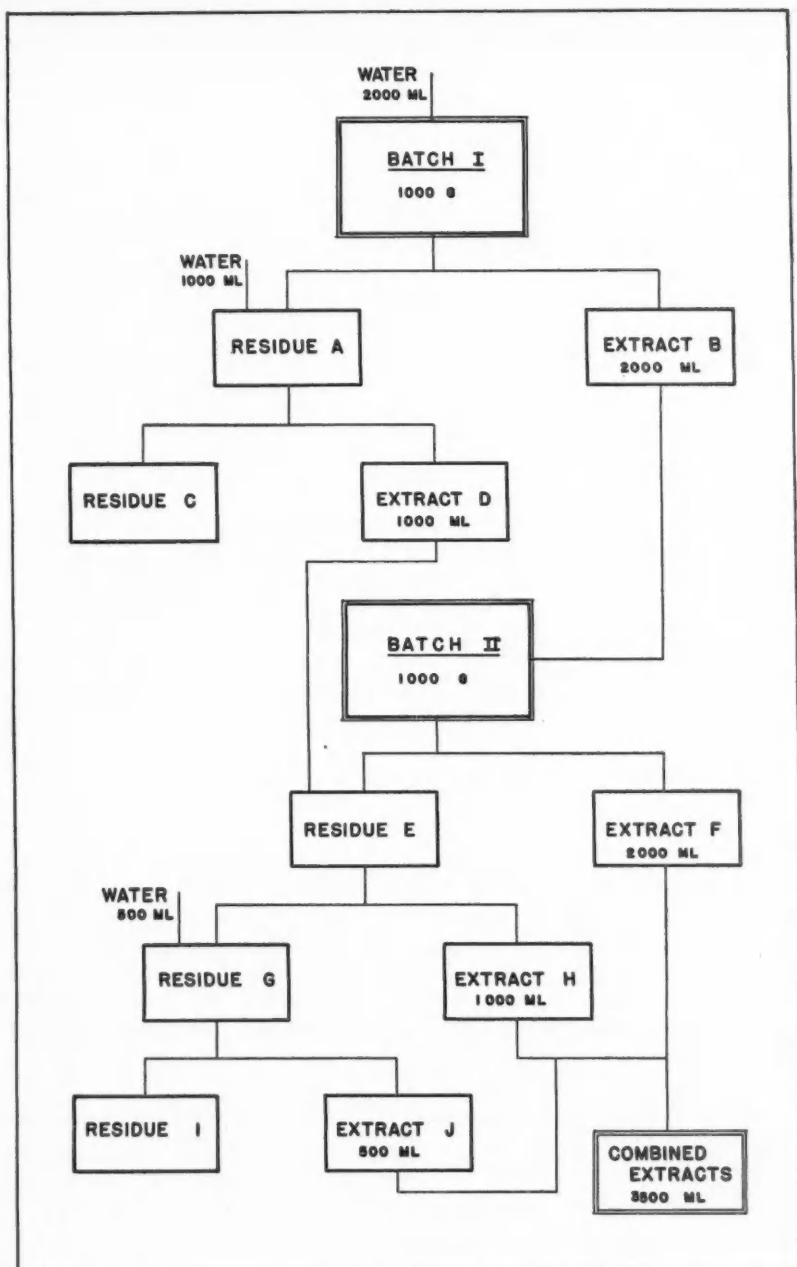 WATER
2000 ML
BATCH I
1000 G
WATER
1000 ML
RESIDUE A
EXTRACT B
2000 ML
RESIDUE C
EXTRACT D
1000 ML
BATCH II
1000 G
RESIDUE E
EXTRACT F
2000 ML
WATER
500 ML
RESIDUE G
EXTRACT H
1000 ML
RESIDUE I
EXTRACT J
500 ML
COMBINED
EXTRACTS
3500 ML